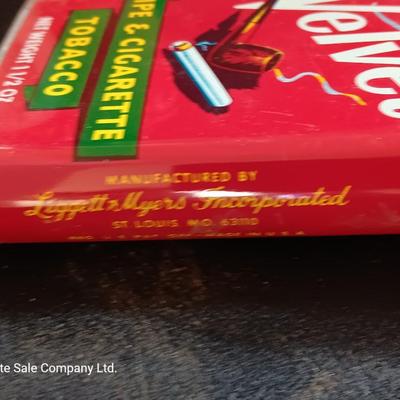 Velve
PIPE & CIGARETTE
TOBACCO
NET WEIGHT 1 1/2 OZ
MANUFACTURED BY
Liggett & Myers Incorporated
ST. LOUIS MO. 63110
te Sale Company Ltd.